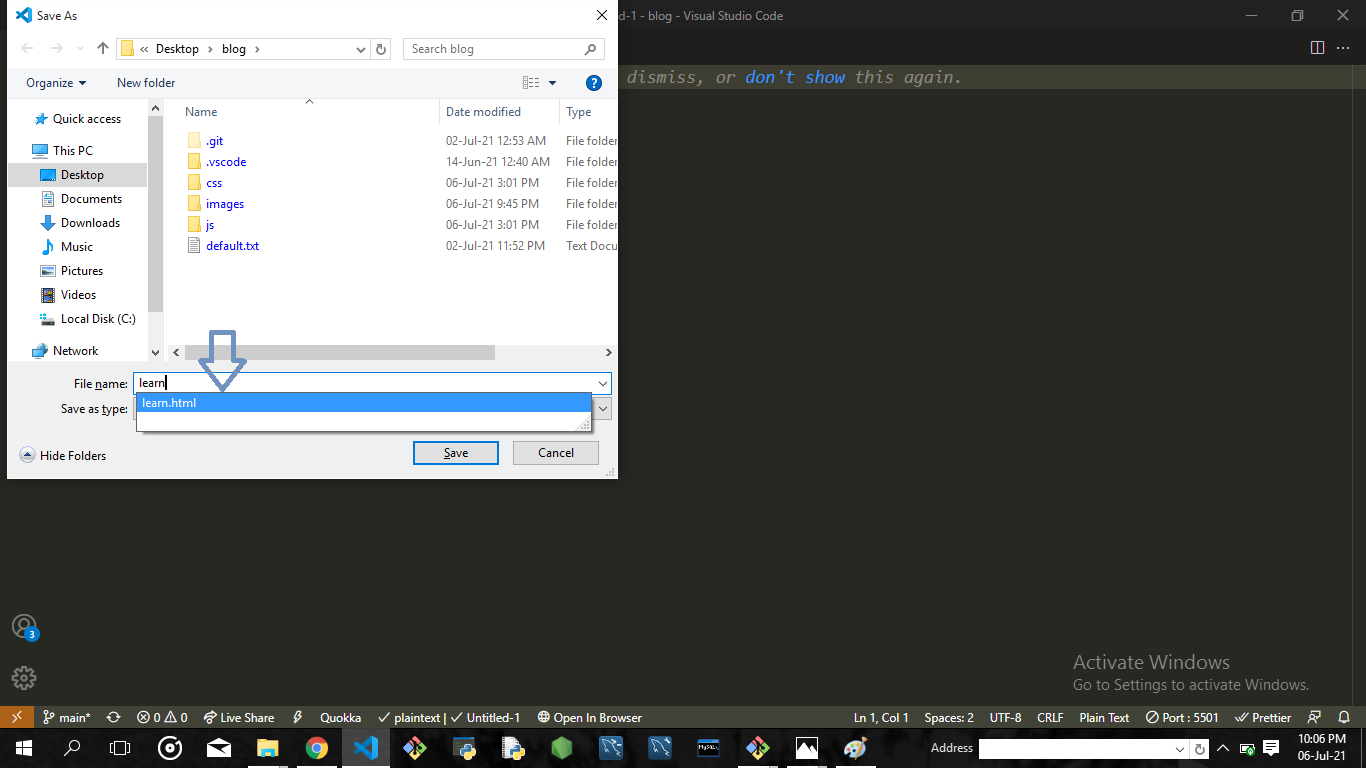 Save As
d-1 - blog - Visual Studio Code
« Desktop > blog >
Search blog
Organize
New folder
?
dismiss, or don't show this again.
Name Date modified Type
Quick access
This PC
Desktop
Documents
Downloads
Music
Pictures
Videos
Local Disk (C:)
Network
.git 02-Jul-21 12:53 AM File folder
.vscode 14-Jun-21 12:40 AM File folder
css 06-Jul-21 3:01 PM File folder
images 06-Jul-21 9:45 PM File folder
js 06-Jul-21 3:01 PM File folder
default.txt 02-Jul-21 11:52 PM Text Docu
File name: learn
learn.html
Save as type:
Hide Folders
Save
Cancel
3
Activate Windows
Go to Settings to activate Windows.
main* 0 0 Live Share Quokka plaintext | Untitled-1 Open In Browser Ln 1, Col 1 Spaces: 2 UTF-8 CRLF Plain Text Port : 5501 Prettier
MySQL
Address
10:06 PM
06-Jul-21